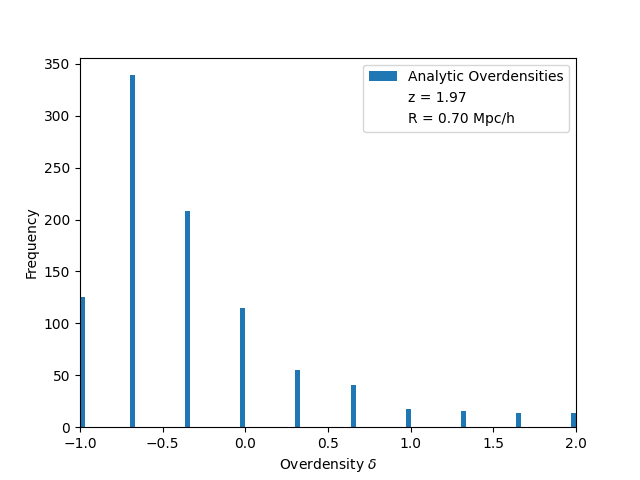 350
300
250
200
150
100
50
0
Frequency
Analytic Overdensities
z = 1.97
R = 0.70 Mpc/h
−1.0 −0.5 0.0 0.5 1.0 1.5 2.0
Overdensity δ